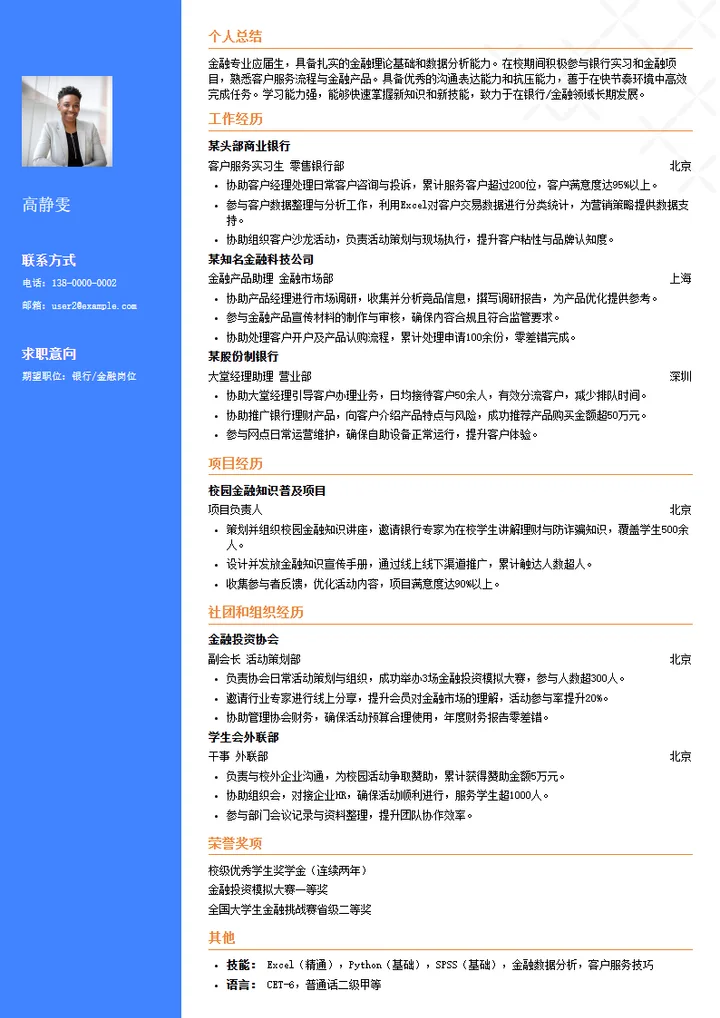 高静雯
联系方式
电话：138-0000-0002
邮箱：user2@example.com
求职意向
期望职位：银行/金融岗位
个人总结
金融专业应届生，具备扎实的金融理论基础和数据分析能力。在校期间积极参与银行实习和金融项
目，熟悉客户服务流程与金融产品。具备优秀的沟通表达能力和抗压能力，善于在快节奏环境中高效
完成任务。学习能力强，能够快速掌握新知识和新技能，致力于在银行/金融领域长期发展。
工作经历
某头部商业银行
客户服务实习生 零售银行部 北京
• 协助客户经理处理日常客户咨询与投诉，累计服务客户超过200位，客户满意度达95%以上。
• 参与客户数据整理与分析工作，利用Excel对客户交易数据进行分类统计，为营销策略提供数据支
持。
• 协助组织客户沙龙活动，负责活动策划与现场执行，提升客户粘性与品牌认知度。
某知名金融科技公司
金融产品助理 金融市场部 上海
• 协助产品经理进行市场调研，收集并分析竞品信息，撰写调研报告，为产品优化提供参考。
• 参与金融产品宣传材料的制作与审核，确保内容合规且符合监管要求。
• 协助处理客户开户及产品认购流程，累计处理申请100余份，零差错完成。
某股份制银行
大堂经理助理 营业部 深圳
• 协助大堂经理引导客户办理业务，日均接待客户50余人，有效分流客户，减少排队时间。
• 协助推广银行理财产品，向客户介绍产品特点与风险，成功推荐产品购买金额超50万元。
• 参与网点日常运营维护，确保自助设备正常运行，提升客户体验。
项目经历
校园金融知识普及项目
项目负责人 北京
• 策划并组织校园金融知识讲座，邀请银行专家为在校学生讲解理财与防诈骗知识，覆盖学生500余
人。
• 设计并发放金融知识宣传手册，通过线上线下渠道推广，累计触达人数超人。
• 收集参与者反馈，优化活动内容，项目满意度达90%以上。
社团和组织经历
金融投资协会
副会长 活动策划部 北京
• 负责协会日常活动策划与组织，成功举办3场金融投资模拟大赛，参与人数超300人。
• 邀请行业专家进行线上分享，提升会员对金融市场的理解，活动参与率提升20%。
• 协助管理协会财务，确保活动预算合理使用，年度财务报告零差错。
学生会外联部
干事 外联部 北京
• 负责与校外企业沟通，为校园活动争取赞助，累计获得赞助金额5万元。
• 协助组织会，对接企业HR，确保活动顺利进行，服务学生超1000人。
• 参与部门会议记录与资料整理，提升团队协作效率。
荣誉奖项
校级优秀学生奖学金（连续两年）
金融投资模拟大赛一等奖
全国大学生金融挑战赛省级二等奖
其他
• 技能： Excel（精通），Python（基础），SPSS（基础），金融数据分析，客户服务技巧
• 语言： CET-6，普通话二级甲等